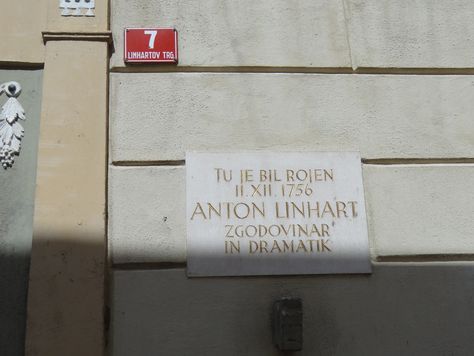 7
LINHARTOV TRG
TU JE BIL ROJEN
11.XII.1756
ANTON LINHART
ZGODOVINAR
IN DRAMATIK